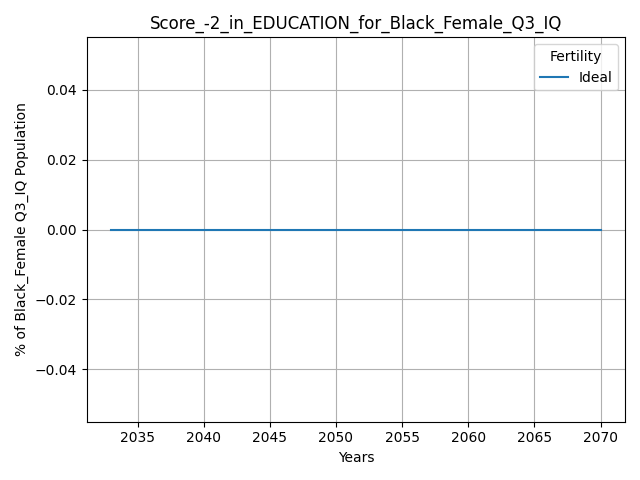 Score_-2_in_EDUCATION_for_Black_Female_Q3_IQ
Fertility
Ideal
% of Black_Female Q3_IQ Population
0.04
0.02
0.00
−0.02
−0.04
2035 2040 2045 2050 2055 2060 2065 2070
Years